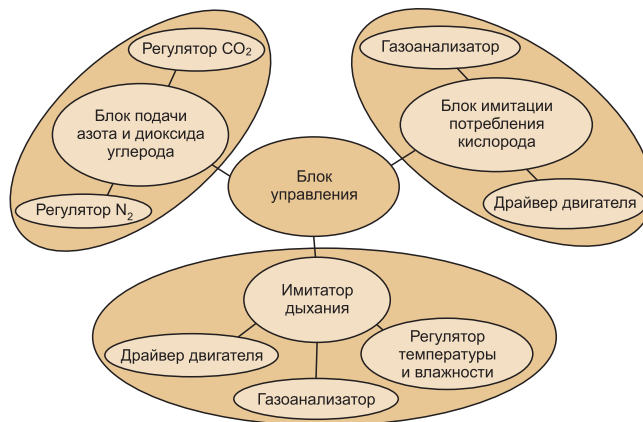 Регулятор CO₂
Блок подачи
азота и диоксида
углерода
Регулятор N₂
Газоанализатор
Блок имитации
потребления
кислорода
Драйвер двигателя
Блок
управления
Имитатор
дыхания
Драйвер двигателя
Газоанализатор
Регулятор
температуры
и влажности